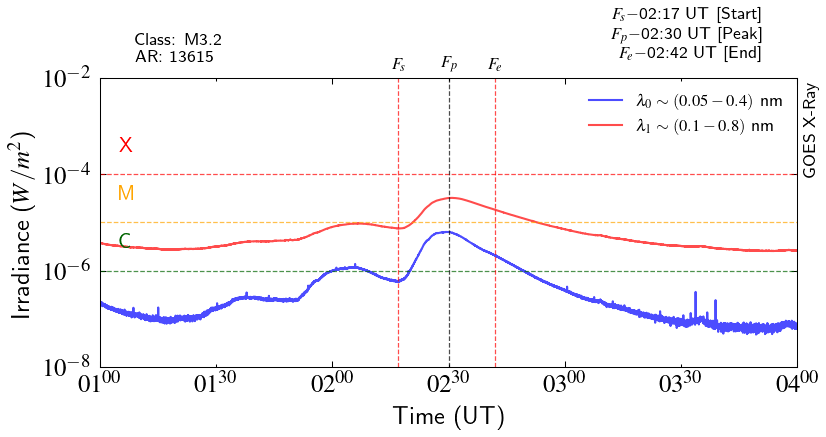 Class: M3.2
AR: 13615
F_s−02:17 UT [Start]
F_p−02:30 UT [Peak]
F_e−02:42 UT [End]
F_s F_p F_e
λ_0 ∼ (0.05 − 0.4) nm
λ_1 ∼ (0.1 − 0.8) nm
X
M
C
10^−2
10^−4
10^−6
10^−8
Irradiance (W/m^2)
GOES X-Ray
01^00 01^30 02^00 02^30 03^00 03^30 04^00
Time (UT)